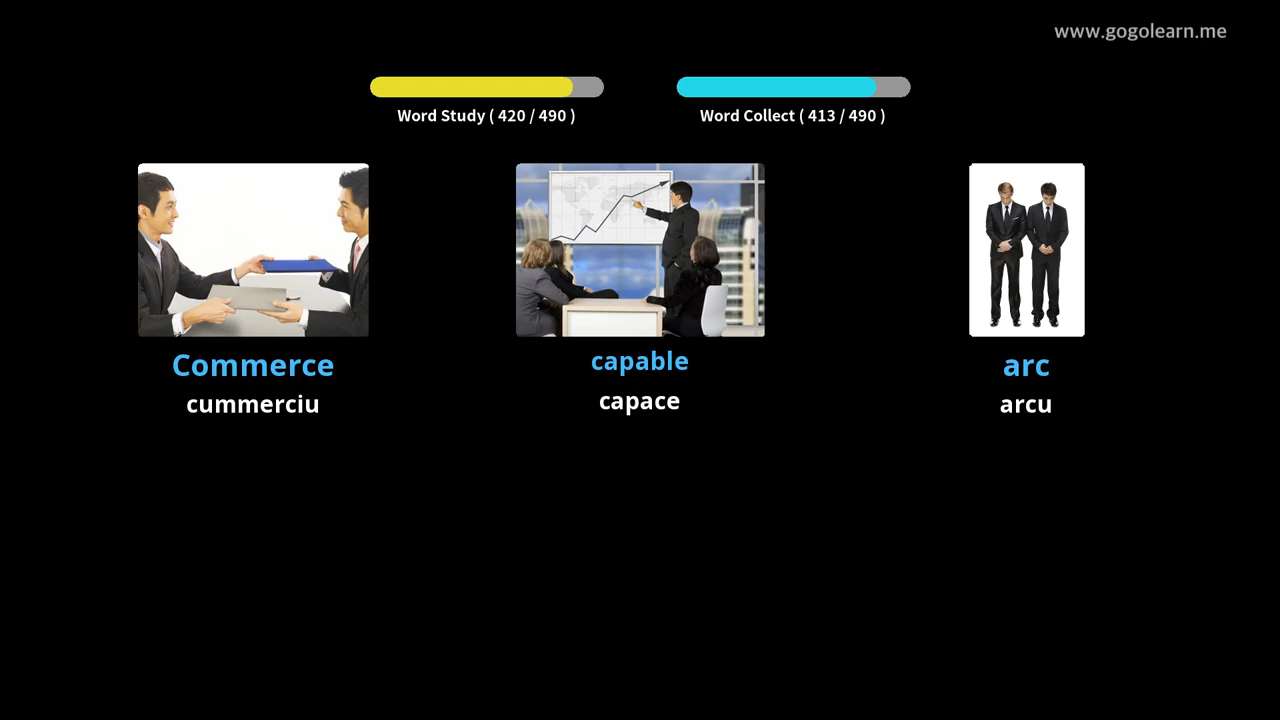 www.gogolearn.me
Word Study ( 420 / 490 )
Word Collect ( 413 / 490 )
Commerce
cummerciu
capable
capace
arc
arcu